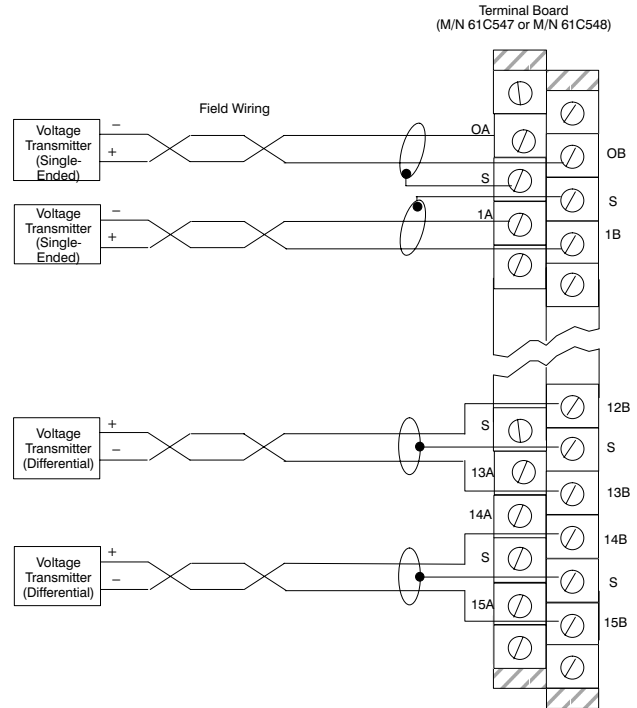 Terminal Board
(M/N 61C547 or M/N 61C548)
Field Wiring
Voltage
Transmitter
(Single-
Ended)
–
+
OA
OB
S
S
Voltage
Transmitter
(Single-
Ended)
–
+
1A
1B
12B
Voltage
Transmitter
(Differential)
+
–
S
S
13A
13B
14A
14B
Voltage
Transmitter
(Differential)
+
–
S
S
15A
15B